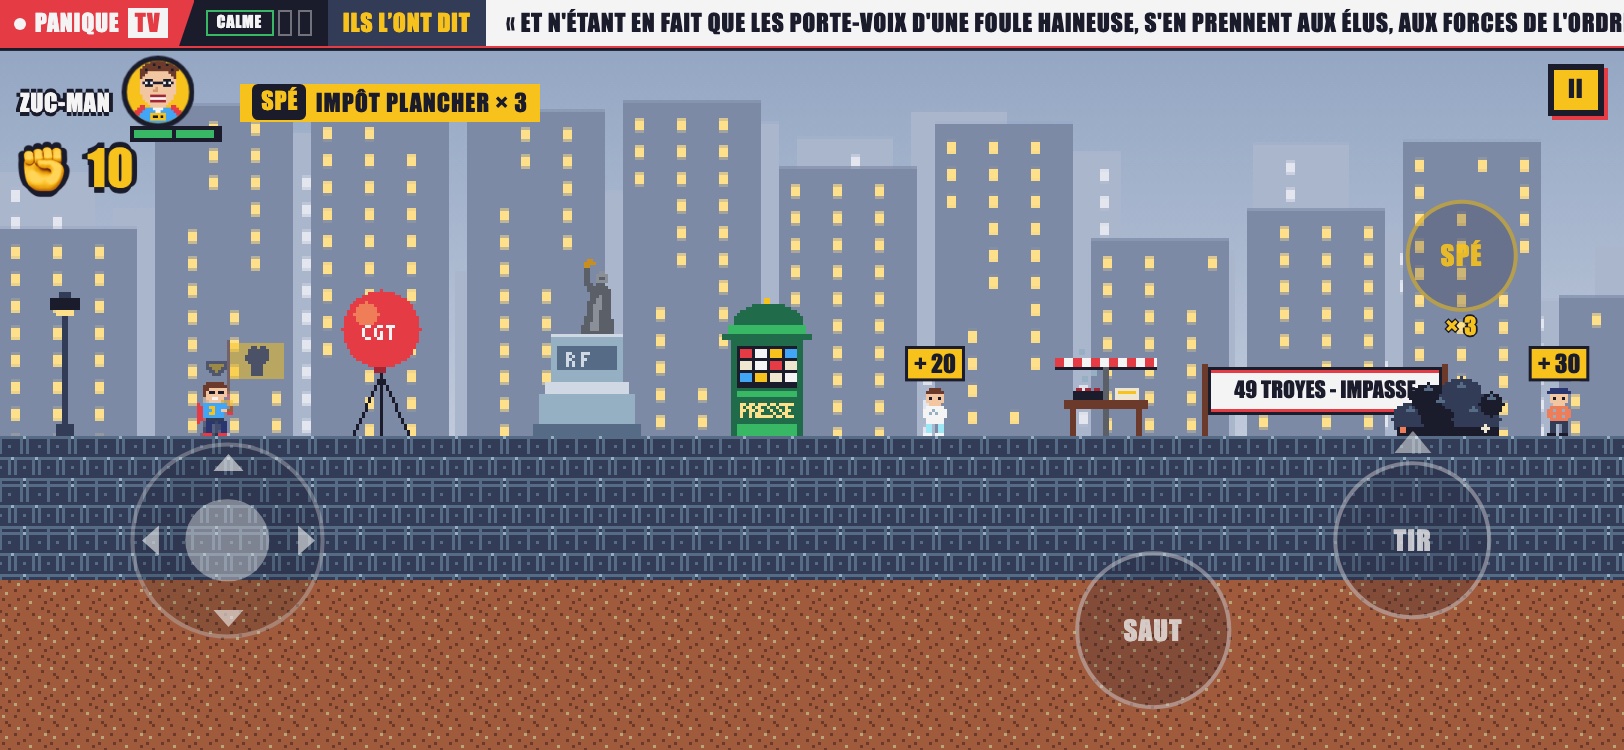 PANIQUE TV
CALME
ILS L'ONT DIT
« ET N'ÉTANT EN FAIT QUE LES PORTE-VOIX D'UNE FOULE HAINEUSE, S'EN PRENNENT AUX ÉLUS, AUX FORCES DE L'ORDR
ZUC-MAN
SPÉ IMPÔT PLANCHER × 3
II
10
SPÉ
× 3
CGT
RF
PRESSE
+ 20
49 TROYES - IMPASSE
+ 30
TIR
SAUT